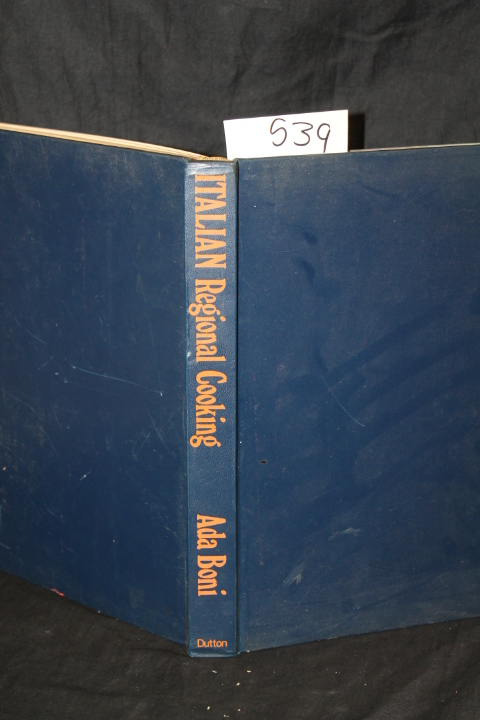 539
ITALIAN Regional Cooking
Ada Boni
Dutton